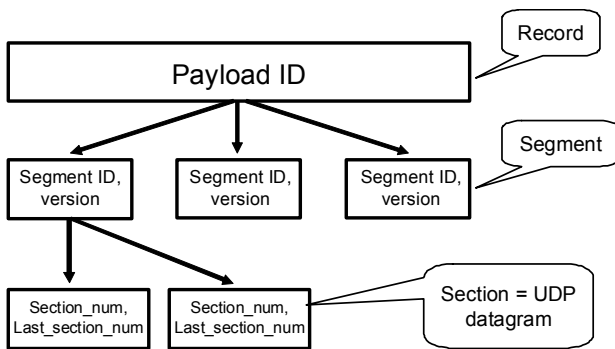 Record
Payload ID
Segment
Segment ID,
version
Segment ID,
version
Segment ID,
version
Section_num,
Last_section_num
Section_num,
Last_section_num
Section = UDP
datagram